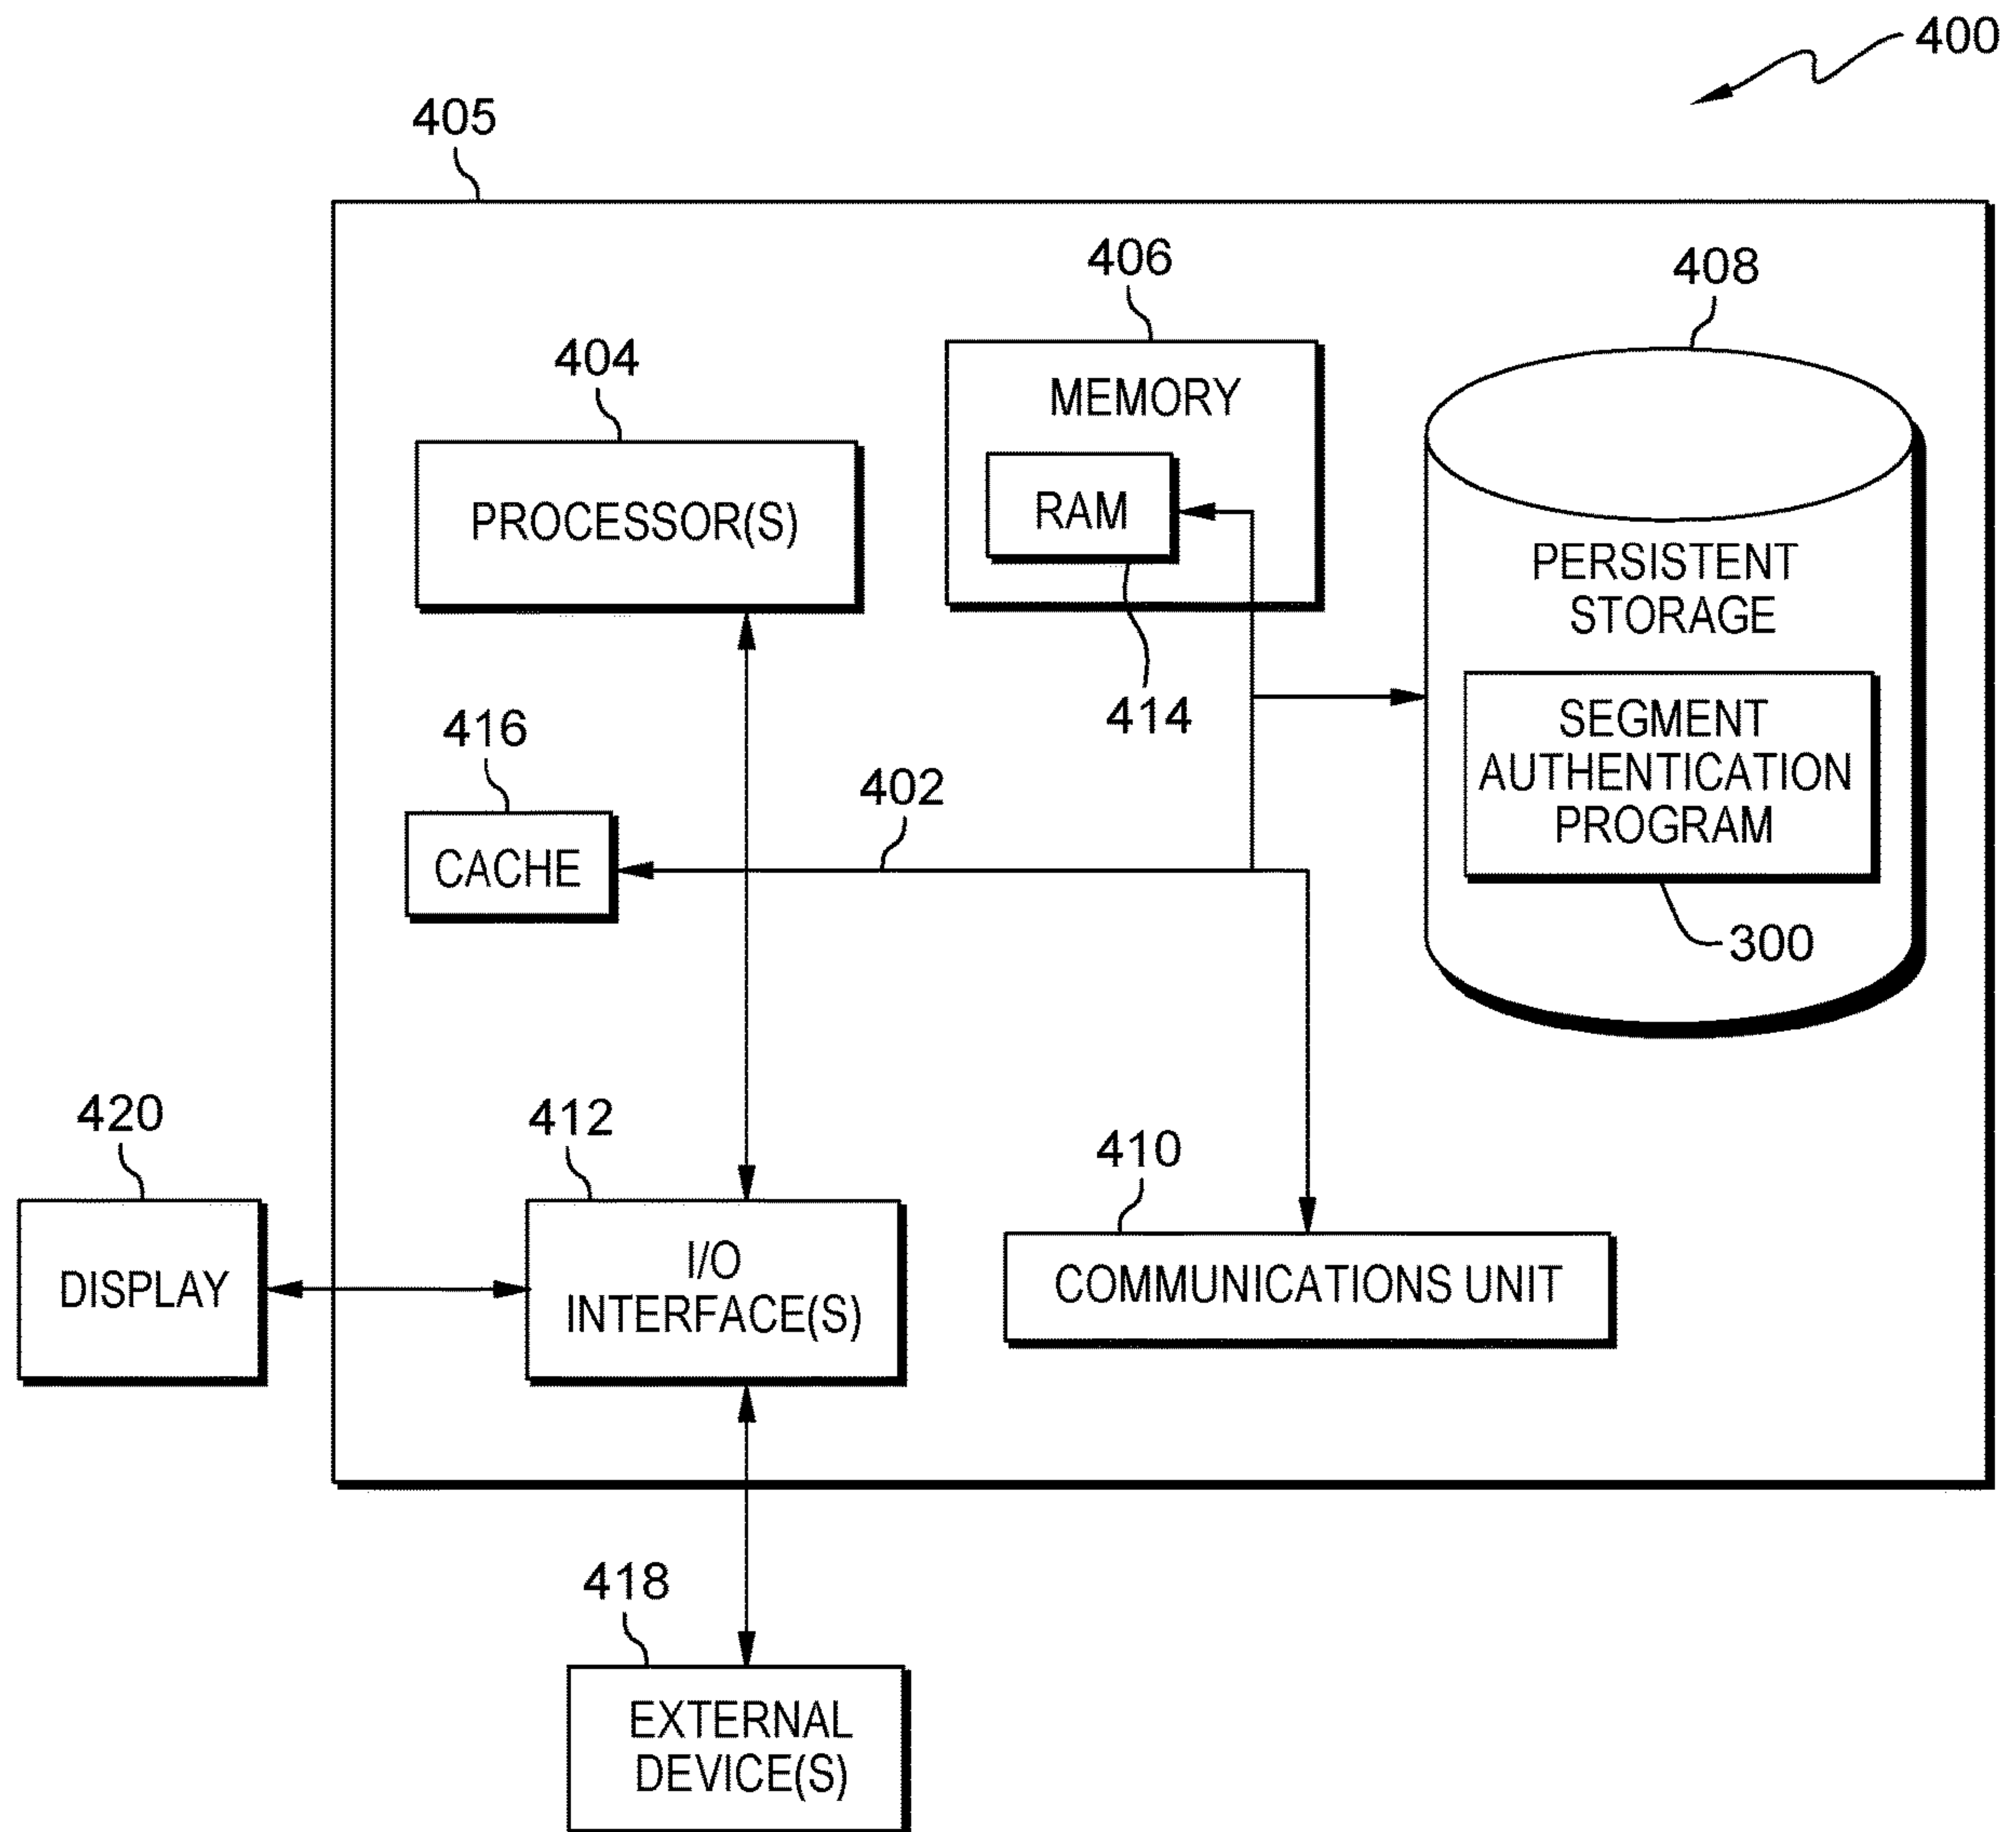 400
405
406
408
404
MEMORY
PROCESSOR(S)
RAM
PERSISTENT
STORAGE
414
416
SEGMENT
AUTHENTICATION
PROGRAM
402
CACHE
300
420
412
410
DISPLAY
I/O
INTERFACE(S)
COMMUNICATIONS UNIT
418
EXTERNAL
DEVICE(S)